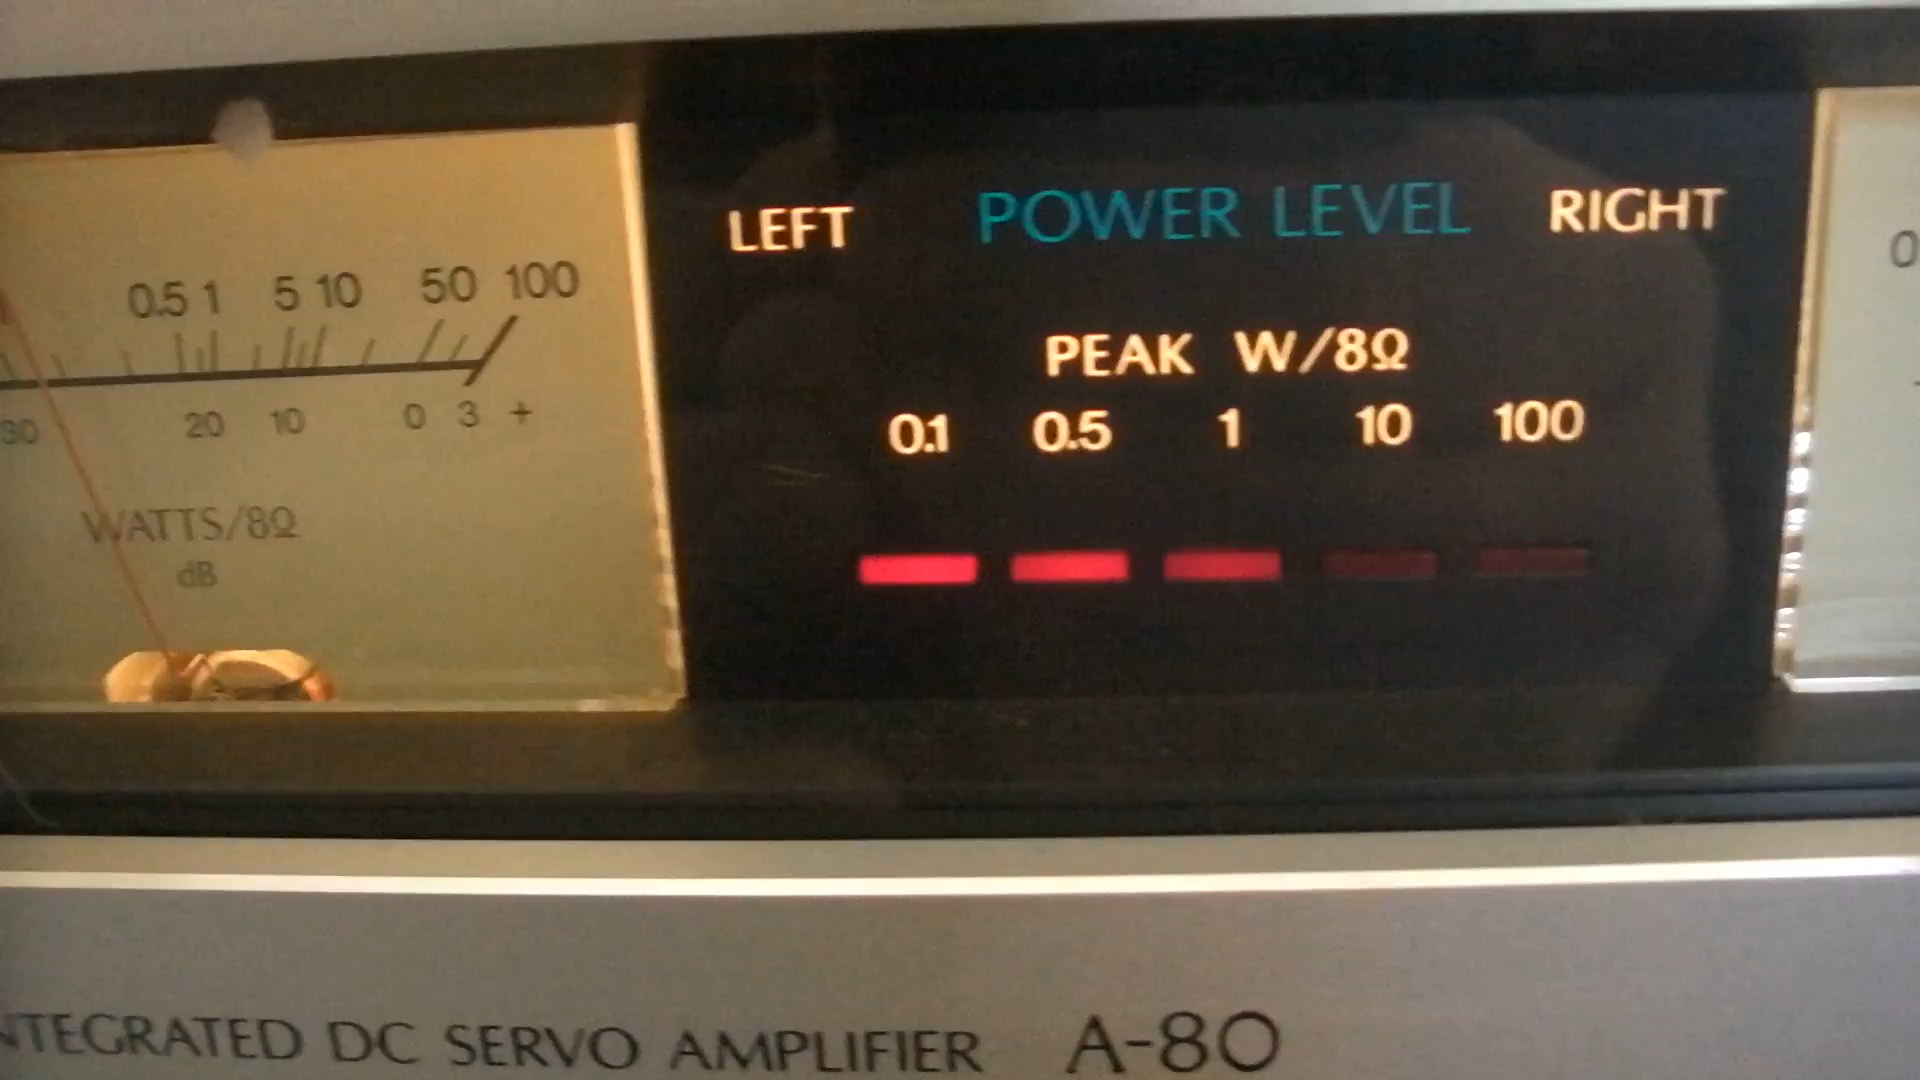 LEFT POWER LEVEL RIGHT
0.5 1 5 10 50 100
PEAK W/8Ω
0.1 0.5 1 10 100
30 20 10 0 3 +
WATTS/8Ω
dB
NTEGRATED DC SERVO AMPLIFIER A-80